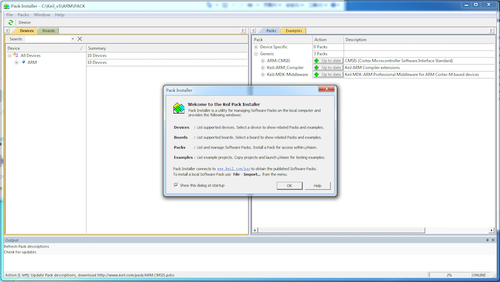 Pack Installer - C:\Keil_v5\ARM\PACK
File Packs Window Help
Device
Devices Boards
Search:
Device Summary
All Devices 10 Devices
ARM 10 Devices
Packs Examples
Pack Action Description
Device Specific 0 Packs
Generic 3 Packs
ARM::CMSIS Up to date CMSIS (Cortex Microcontroller Software Interface Standard)
Keil::ARM_Compiler Up to date Keil ARM Compiler extensions
Keil::MDK-Middleware Up to date Keil MDK-ARM Professional Middleware for ARM Cortex-M based devices
Pack Installer
Welcome to the Keil Pack Installer
Pack Installer is a utility for managing Software Packs on the local computer and
provides the following windows:
Devices : List supported devices. Select a device to show related Packs and examples.
Boards : List supported boards. Select a board to show related Packs and examples.
Packs : List and manage Software Packs. Install a Pack for access within µVision.
Examples : List example projects. Copy projects and launch µVision for testing examples.
Pack Installer connects to www.keil.com/pack to obtain the published Software Packs.
To install a local Software Pack use File - Import... from the menu.
Show this dialog at startup
OK Help
Output
Refresh Pack descriptions
Check for updates
Action (1 left): Update Pack descriptions, download http://www.keil.com/pack/ARM.CMSIS.pdsc
ONLINE